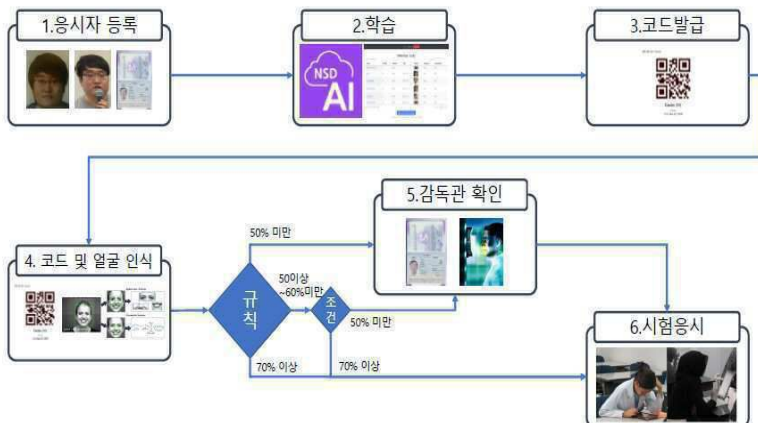 1.응시자 등록
2.학습
3.코드발급
NSD
AI
5.감독관 확인
4. 코드 및 얼굴 인식
50% 미만
규칙
50이상
~60%미만
조건
50% 미만
70% 이상
70% 이상
6.시험응시